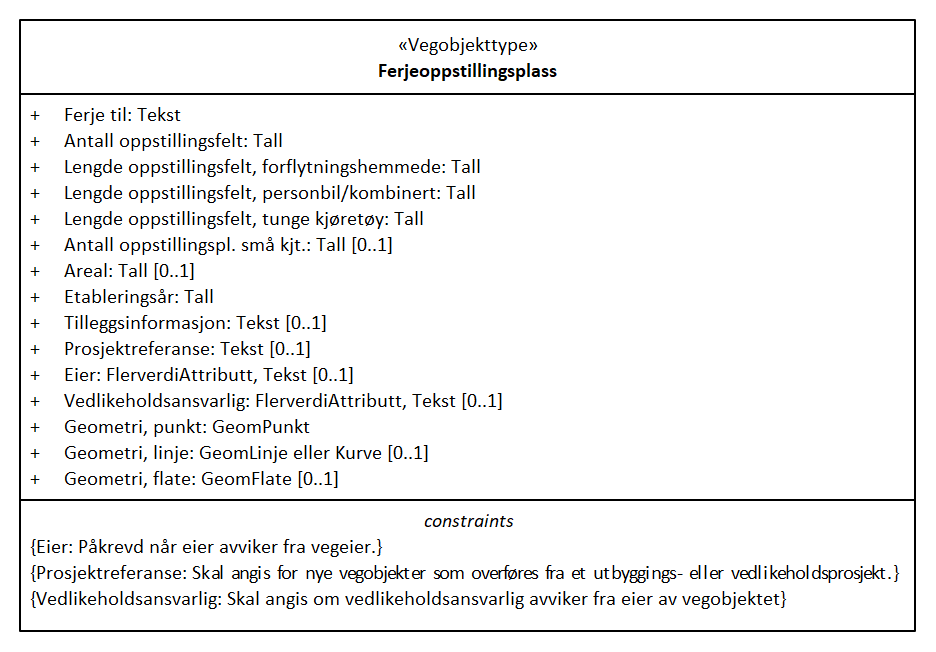 «Vegobjekttype»
Ferjeoppstillingsplass
+ Ferje til: Tekst
+ Antall oppstillingsfelt: Tall
+ Lengde oppstillingsfelt, forflytningshemmede: Tall
+ Lengde oppstillingsfelt, personbil/kombinert: Tall
+ Lengde oppstillingsfelt, tunge kjøretøy: Tall
+ Antall oppstillingspl. små kjt.: Tall [0..1]
+ Areal: Tall [0..1]
+ Etableringsår: Tall
+ Tilleggsinformasjon: Tekst [0..1]
+ Prosjektreferanse: Tekst [0..1]
+ Eier: FlerverdiAttributt, Tekst [0..1]
+ Vedlikeholdsansvarlig: FlerverdiAttributt, Tekst [0..1]
+ Geometri, punkt: GeomPunkt
+ Geometri, linje: GeomLinje eller Kurve [0..1]
+ Geometri, flate: GeomFlate [0..1]
constraints
{Eier: Påkrevd når eier avviker fra vegeier.}
{Prosjektreferanse: Skal angis for nye vegobjekter som overføres fra et utbyggings- eller vedlikeholdsprosjekt.}
{Vedlikeholdsansvarlig: Skal angis om vedlikeholdsansvarlig avviker fra eier av vegobjektet}